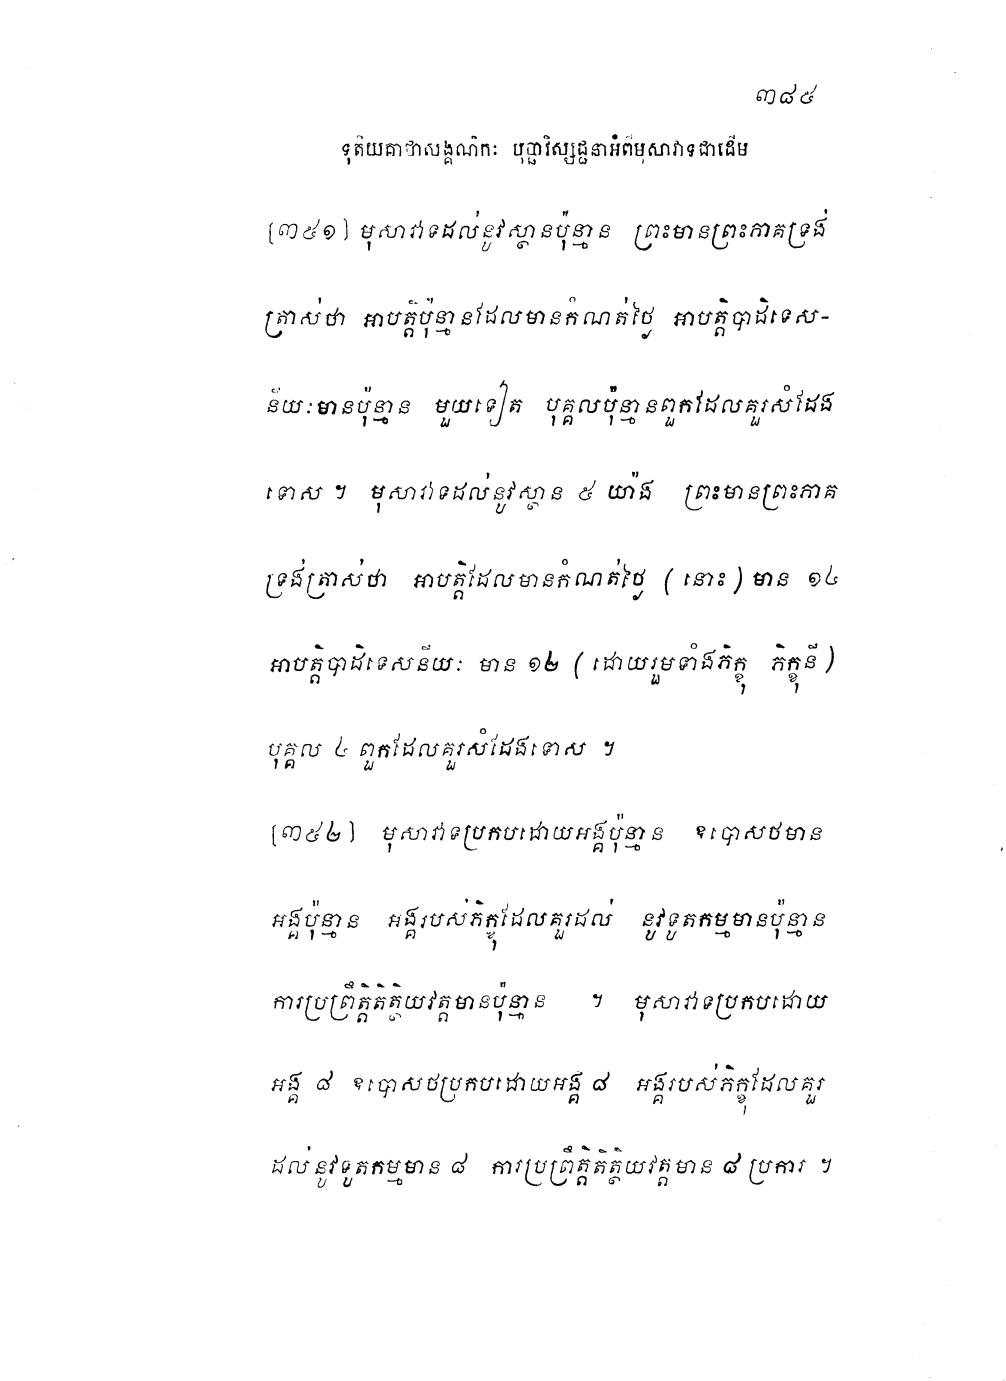 ៣៨៥
ទុតិយគាថាសង្គណិកៈ បុច្ឆាវិស្សជ្ជនាអំពីមុសាវាទជាដើម
[៣៥១] មុសាវាទដល់នូវស្ថានប៉ុន្មាន ព្រះមានព្រះភាគទ្រង់
ត្រាស់ថា អាបត្តិប៉ុន្មានដែលមានកំណត់ថ្លៃ អាបត្តិបាដិទេស-
នីយៈមានប៉ុន្មាន មួយទៀត បុគ្គលប៉ុន្មានពួកដែលគួរសំដែង
ទោស ។ មុសាវាទដល់នូវស្ថាន ៥ យ៉ាង ព្រះមានព្រះភាគ
ទ្រង់ត្រាស់ថា អាបត្តិដែលមានកំណត់ថ្លៃ (នោះ) មាន ១៤
អាបត្តិបាដិទេសនីយៈ មាន ១២ (ដោយរួមទាំងភិក្ខុ ភិក្ខុនី)
បុគ្គល ៤ ពួកដែលគួរសំដែងទោស ។
[៣៥២] មុសាវាទប្រកបដោយអង្គប៉ុន្មាន ឧបោសថមាន
អង្គប៉ុន្មាន អង្គរបស់ភិក្ខុដែលគួរដល់ នូវទូតកម្មមានប៉ុន្មាន
ការប្រព្រឹត្តិតិត្ថិយវត្តមានប៉ុន្មាន ។ មុសាវាទប្រកបដោយ
អង្គ ៨ ឧបោសថប្រកបដោយអង្គ ៨ អង្គរបស់ភិក្ខុដែលគួរ
ដល់នូវទូតកម្មមាន ៨ ការប្រព្រឹត្តិតិត្ថិយវត្តមាន ៨ ប្រការ ។